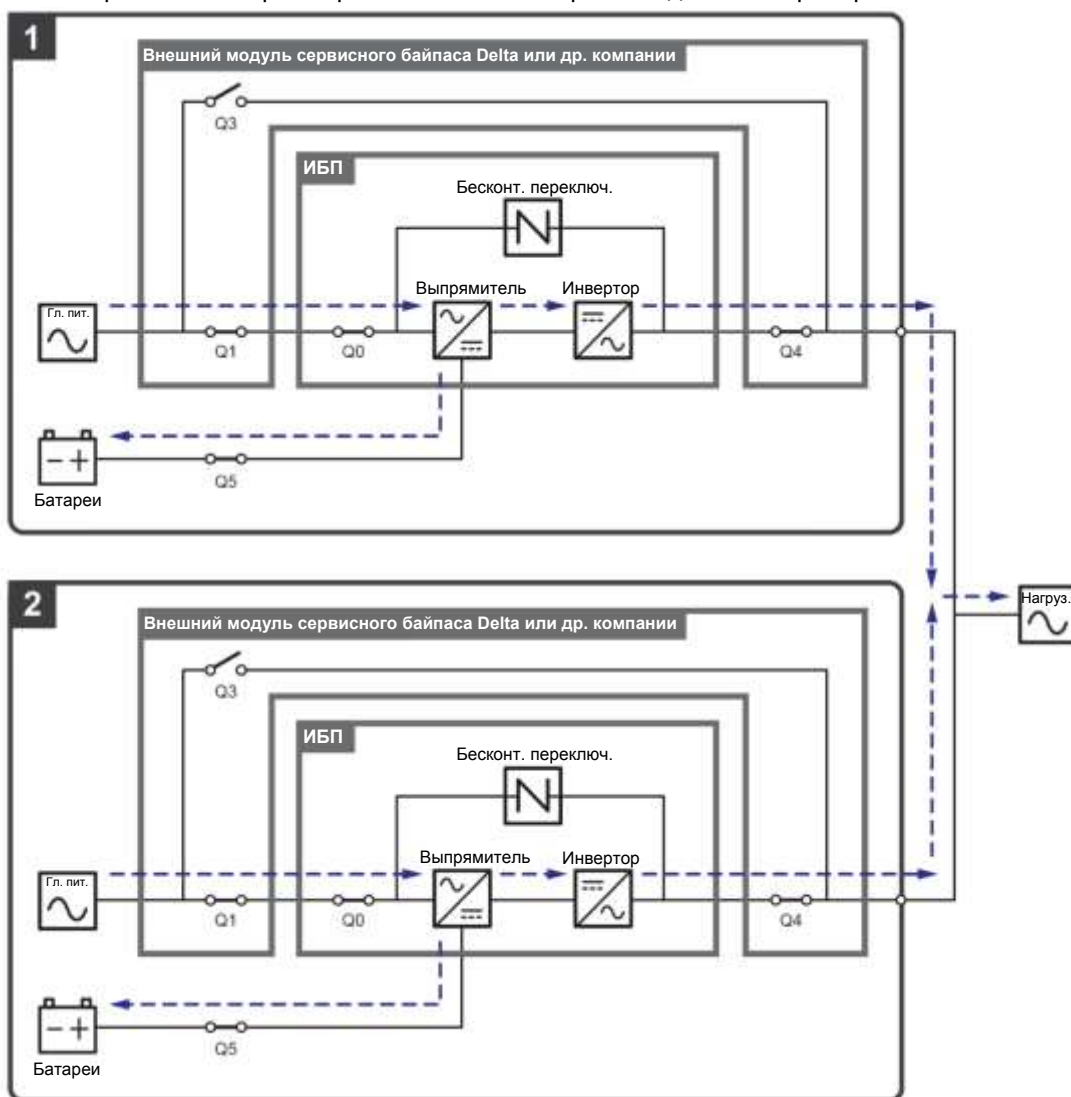 1
Внешний модуль сервисного байпаса Delta или др. компании
Q3
ИБП
Бесконт. переключ.
Выпрямитель
Инвертор
Гл. пит.
Q1
Q0
Q4
Q5
Батареи
2
Внешний модуль сервисного байпаса Delta или др. компании
Q3
ИБП
Бесконт. переключ.
Нагруз.
Выпрямитель
Инвертор
Гл. пит.
Q1
Q0
Q4
Q5
Батареи